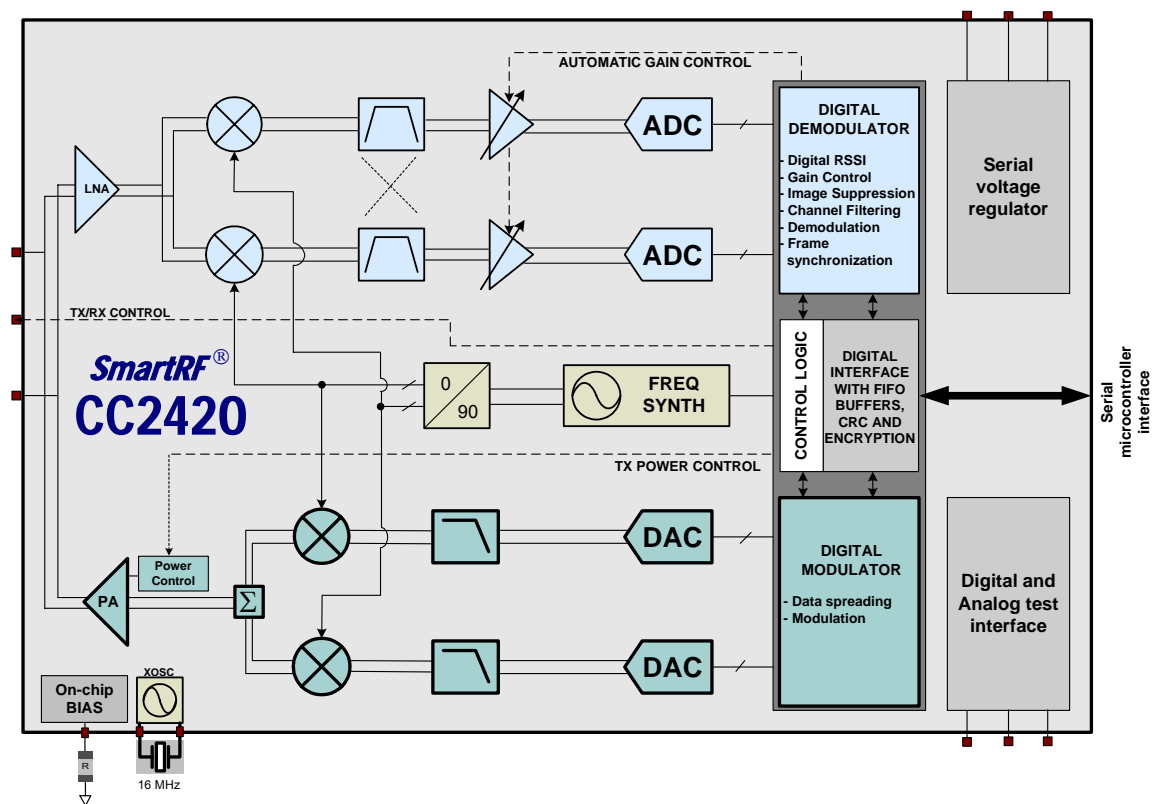 AUTOMATIC GAIN CONTROL
LNA
ADC
ADC
DIGITAL
DEMODULATOR
- Digital RSSI
- Gain Control
- Image Suppression
- Channel Filtering
- Demodulation
- Frame
synchronization
Serial
voltage
regulator
TX/RX CONTROL
SmartRF®
CC2420
0
90
FREQ
SYNTH
CONTROL LOGIC
DIGITAL
INTERFACE
WITH FIFO
BUFFERS,
CRC AND
ENCRYPTION
Serial
microcontroller
interface
TX POWER CONTROL
Power
Control
PA
Σ
DAC
DAC
DIGITAL
MODULATOR
- Data spreading
- Modulation
Digital and
Analog test
interface
On-chip
BIAS
XOSC
R
16 MHz